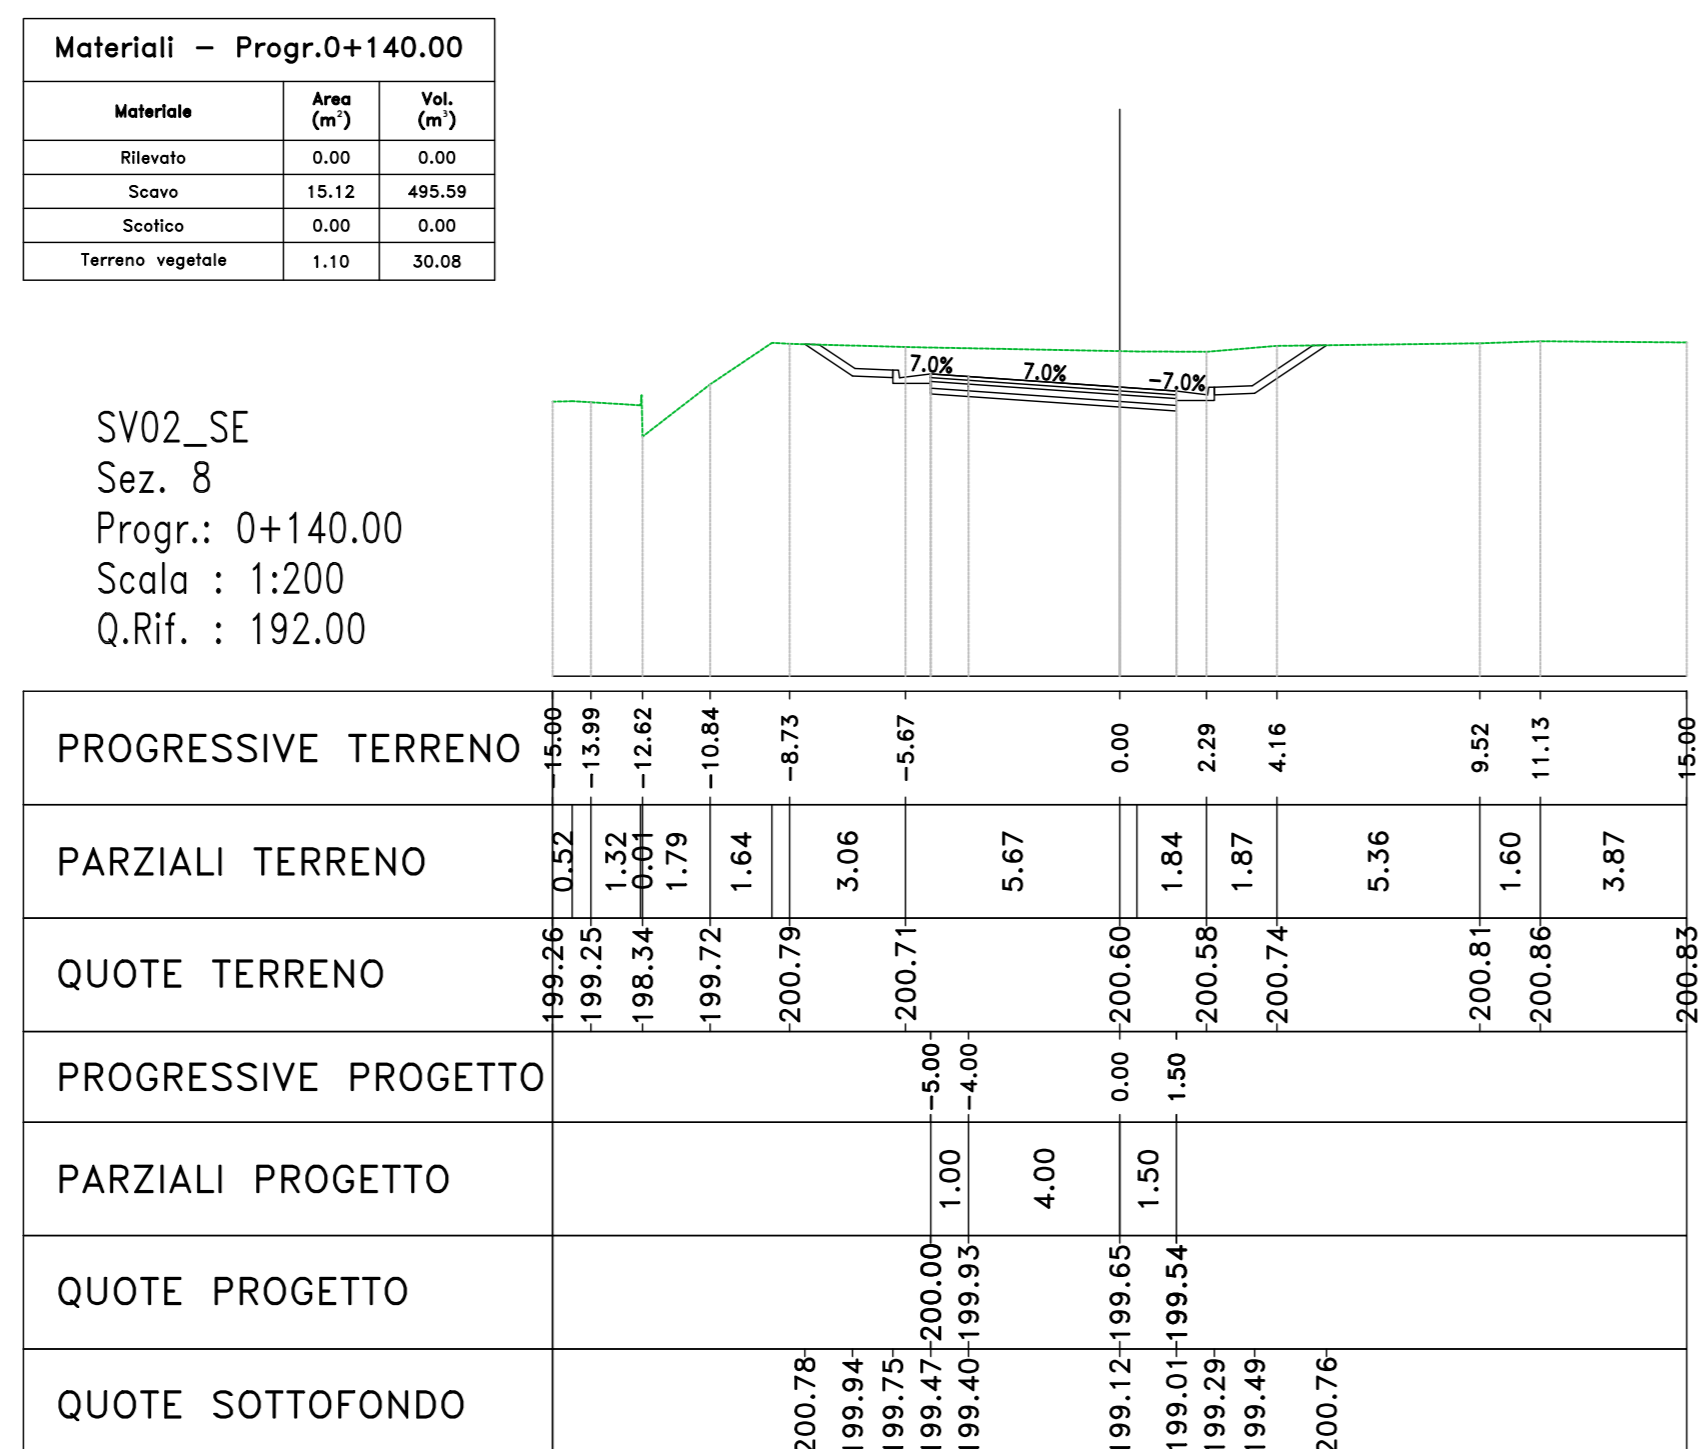 Materiali – Progr.0+140.00
Materiale Area (m²) Vol. (m³)
Rilevato 0.00 0.00
Scavo 15.12 495.59
Scotico 0.00 0.00
Terreno vegetale 1.10 30.08
7.0% 7.0% -7.0%
SV02_SE
Sez. 8
Progr.: 0+140.00
Scala : 1:200
Q.Rif. : 192.00
PROGRESSIVE TERRENO -15.00 -13.99 -12.62 -10.84 -8.73 -5.67 0.00 2.29 4.16 9.52 11.13 15.00
PARZIALI TERRENO 0.52 1.32 0.01 1.79 1.64 3.06 5.67 1.84 1.87 5.36 1.60 3.87
QUOTE TERRENO 199.26 199.25 198.34 199.72 200.79 200.71 200.60 200.58 200.74 200.81 200.86 200.83
PROGRESSIVE PROGETTO -5.00 -4.00 0.00 1.50
PARZIALI PROGETTO 1.00 4.00 1.50
QUOTE PROGETTO 200.00 199.93 199.65 199.54
QUOTE SOTTOFONDO 200.78 199.94 199.75 199.47 199.40 199.12 199.01 199.29 199.49 200.76